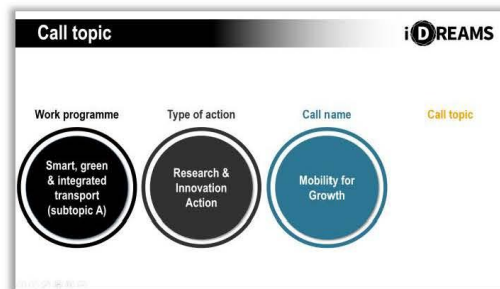 Call topic
iDREAMS
Work programme
Type of action
Call name
Call topic
Smart, green
& integrated
transport
(subtopic A)
Research &
Innovation
Action
Mobility for
Growth